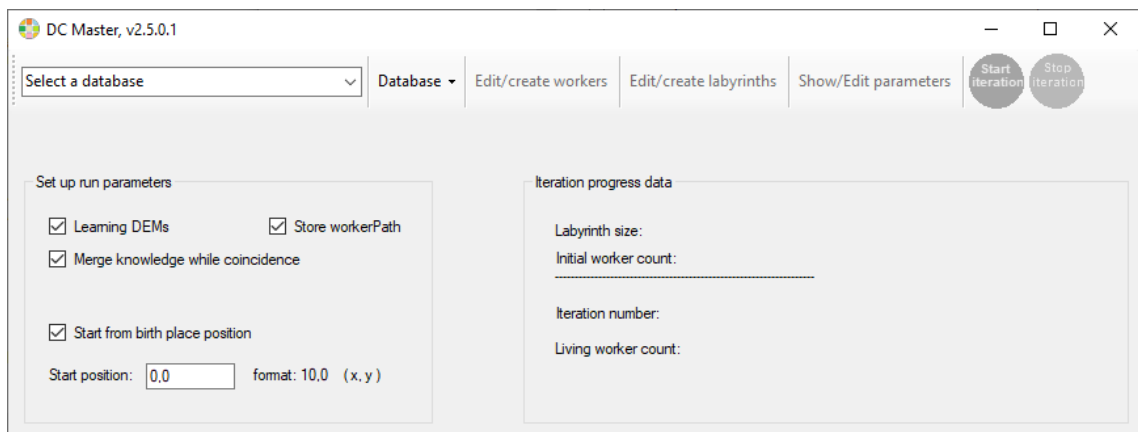 DC Master, v2.5.0.1
Select a database Database Edit/create workers Edit/create labyrinths Show/Edit parameters Start iteration Stop iteration
Set up run parameters
Learning DEMs Store workerPath
Merge knowledge while coincidence
Start from birth place position
Start position: 0,0 format: 10,0 ( x, y )
Iteration progress data
Labyrinth size:
Initial worker count:
Iteration number:
Living worker count: